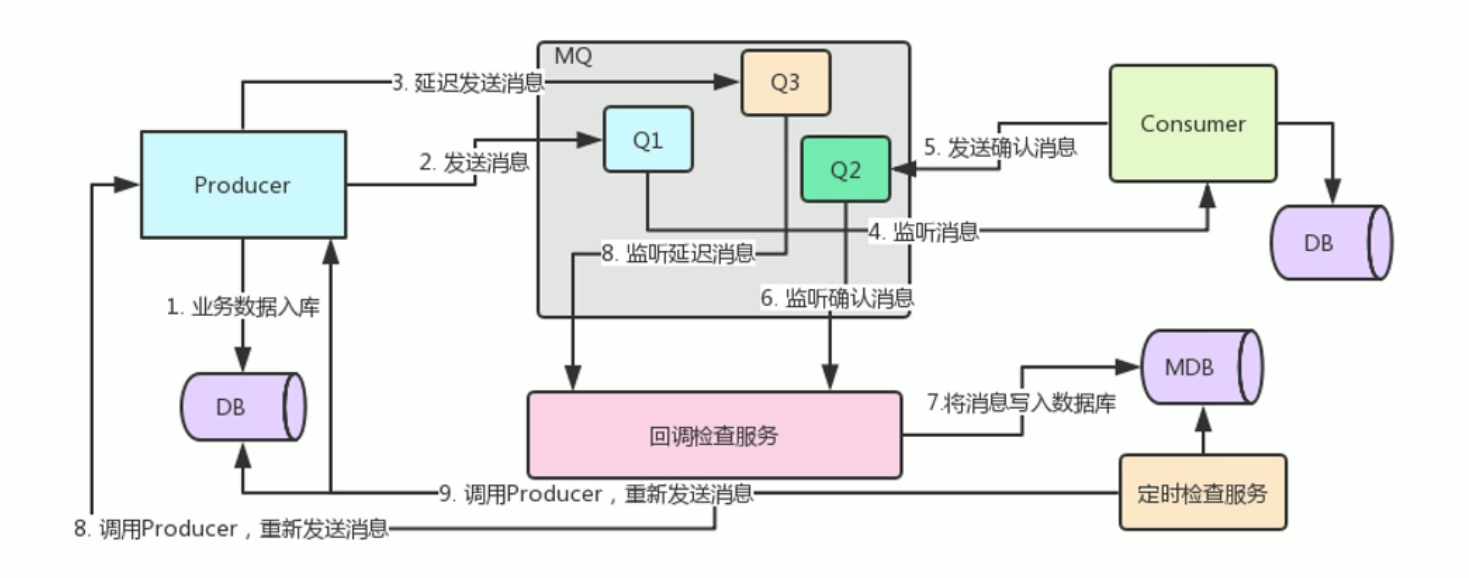 MQ
3. 延迟发送消息
Q3
Q1
Consumer
2. 发送消息
5. 发送确认消息
Q2
Producer
4. 监听消息
DB
8. 监听延迟消息
6. 监听确认消息
1. 业务数据入库
MDB
DB
7.将消息写入数据库
回调检查服务
9. 调用Producer，重新发送消息
定时检查服务
8. 调用Producer，重新发送消息